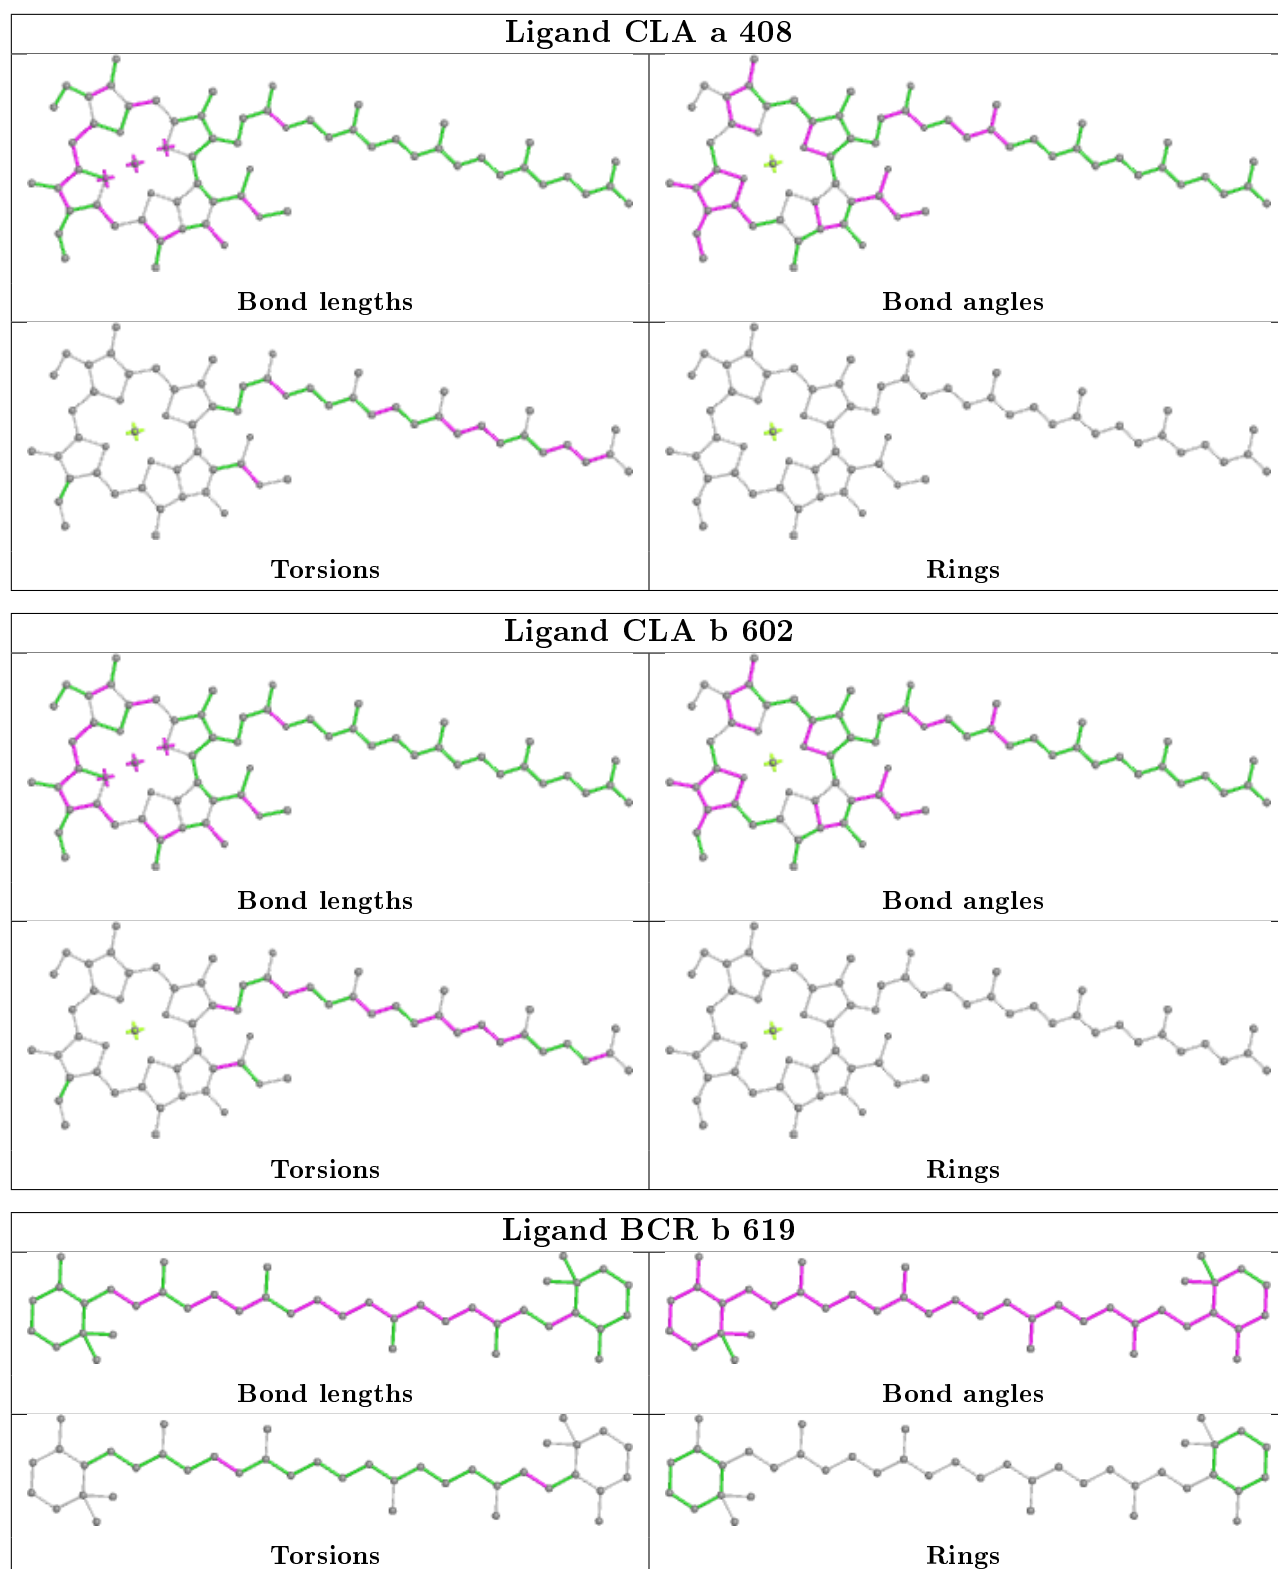 Ligand CLA a 408
Bond lengths
Bond angles
Torsions
Rings
Ligand CLA b 602
Bond lengths
Bond angles
Torsions
Rings
Ligand BCR b 619
Bond lengths
Bond angles
Torsions
Rings